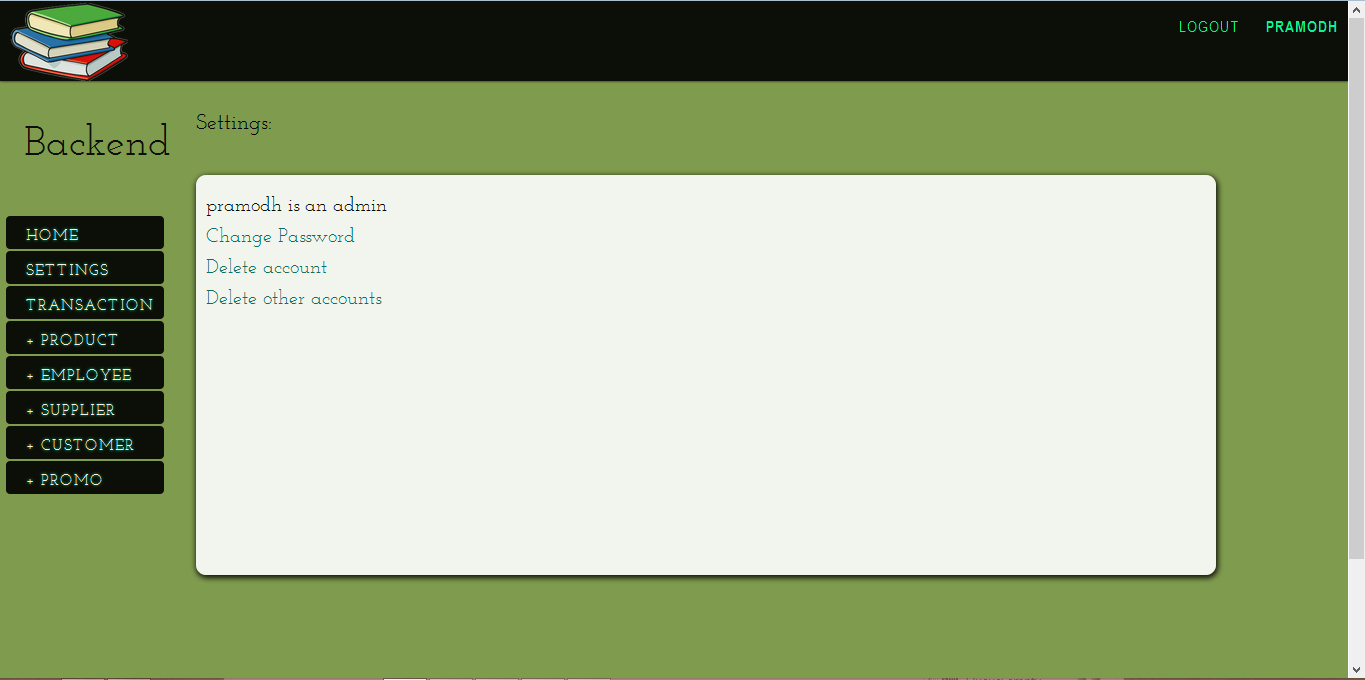 LOGOUT PRAMODH
Backend
Settings:
HOME
SETTINGS
TRANSACTION
+ PRODUCT
+ EMPLOYEE
+ SUPPLIER
+ CUSTOMER
+ PROMO
pramodh is an admin
Change Password
Delete account
Delete other accounts